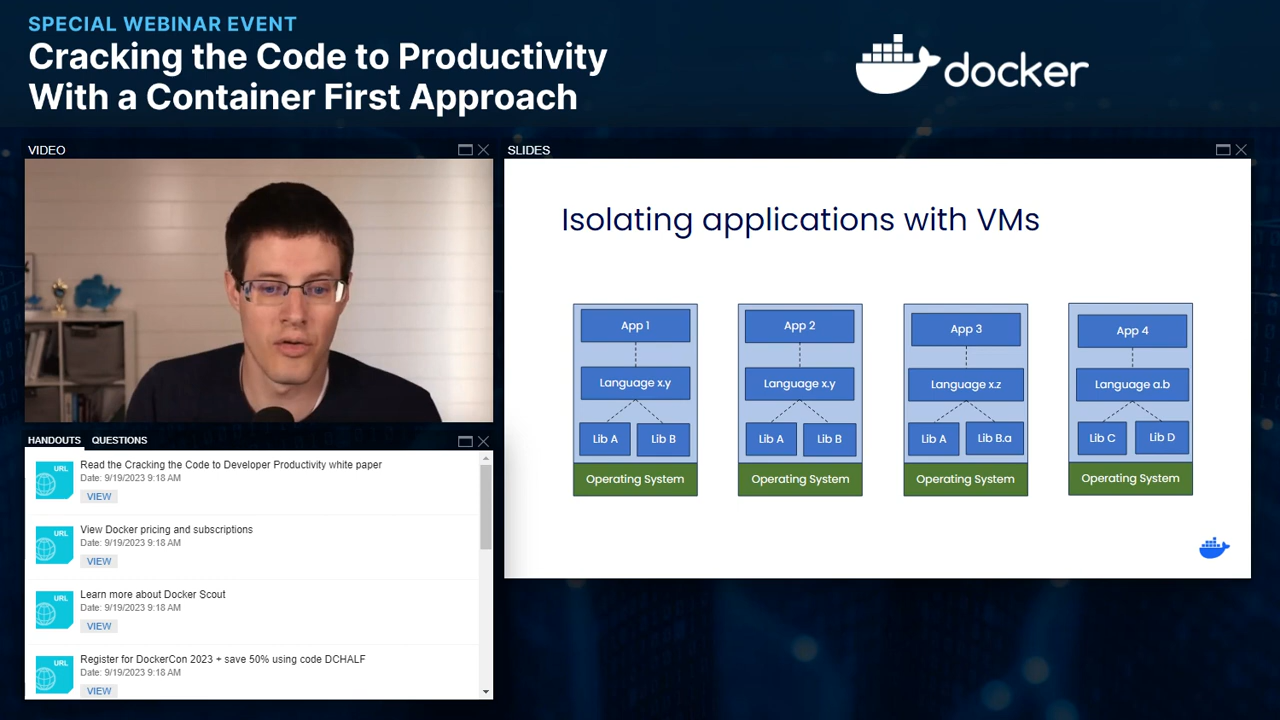 SPECIAL WEBINAR EVENT
Cracking the Code to Productivity
With a Container First Approach
docker
VIDEO
SLIDES
Isolating applications with VMs
App 1
App 2
App 3
App 4
Language x.y
Language x.y
Language x.z
Language a.b
Lib A
Lib B
Lib A
Lib B
Lib A
Lib B.a
Lib C
Lib D
Operating System
Operating System
Operating System
Operating System
HANDOUTS
QUESTIONS
URL
Read the Cracking the Code to Developer Productivity white paper
Date: 9/19/2023 9:18 AM
VIEW
URL
View Docker pricing and subscriptions
Date: 9/19/2023 9:18 AM
VIEW
URL
Learn more about Docker Scout
Date: 9/19/2023 9:18 AM
VIEW
URL
Register for DockerCon 2023 + save 50% using code DCHALF
Date: 9/19/2023 9:18 AM
VIEW